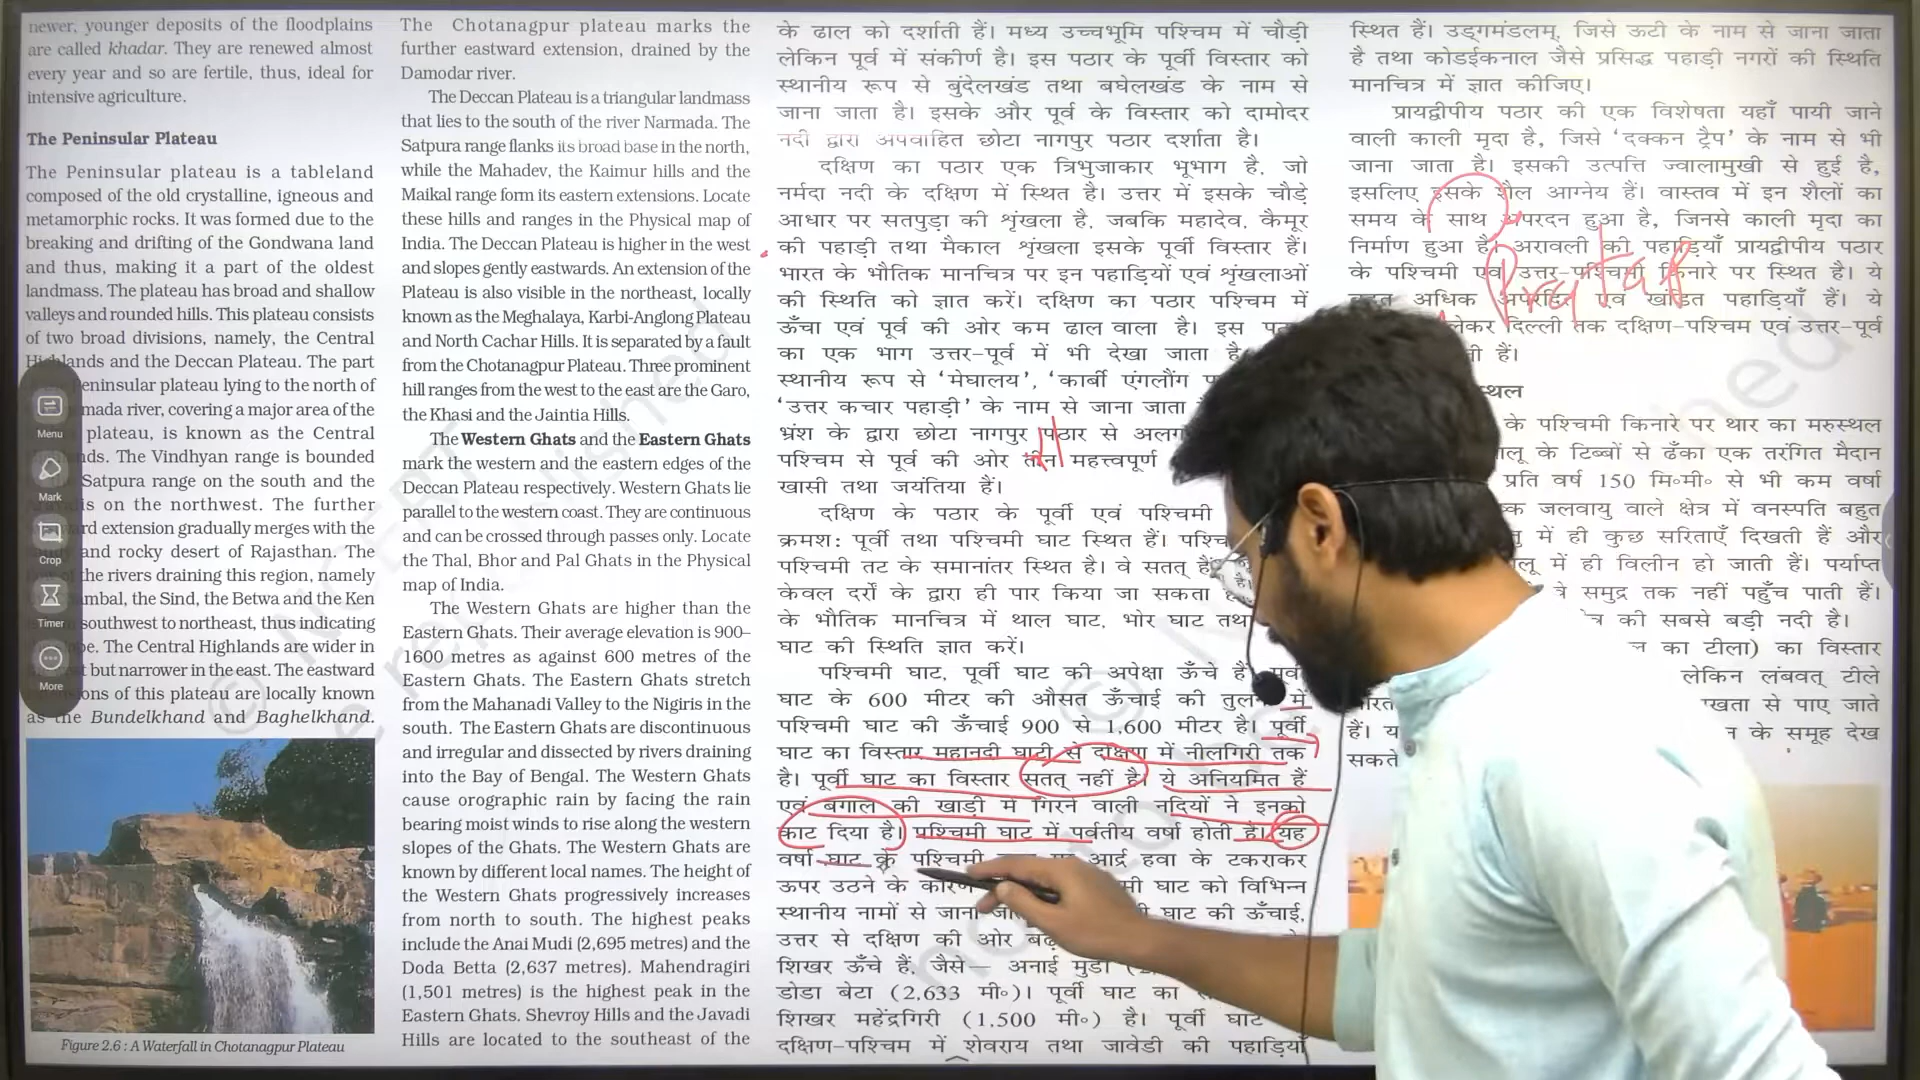 newer, younger deposits of the floodplains
are called khadar. They are renewed almost
every year and so are fertile, thus, ideal for
intensive agriculture.
The Peninsular Plateau
The Peninsular plateau is a tableland
composed of the old crystalline, igneous and
metamorphic rocks. It was formed due to the
breaking and drifting of the Gondwana land
and thus, making it a part of the oldest
landmass. The plateau has broad and shallow
valleys and rounded hills. This plateau consists
of two broad divisions, namely, the Central
lands and the Deccan Plateau. The part
eninsular plateau lying to the north of
mada river, covering a major area of the
plateau, is known as the Central
nds. The Vindhyan range is bounded
Satpura range on the south and the
is on the northwest. The further
rd extension gradually merges with the
and rocky desert of Rajasthan. The
the rivers draining this region, namely
ambal, the Sind, the Betwa and the Ken
southwest to northeast, thus indicating
pe. The Central Highlands are wider in
t but narrower in the east. The eastward
ons of this plateau are locally known
as the Bundelkhand and Baghelkhand.
Menu
Mark
Crop
Timer
More
Figure 2.6 : A Waterfall in Chotanagpur Plateau
The Chotanagpur plateau marks the
further eastward extension, drained by the
Damodar river.
The Deccan Plateau is a triangular landmass
that lies to the south of the river Narmada. The
Satpura range flanks its broad base in the north,
while the Mahadev, the Kaimur hills and the
Maikal range form its eastern extensions. Locate
these hills and ranges in the Physical map of
India. The Deccan Plateau is higher in the west
and slopes gently eastwards. An extension of the
Plateau is also visible in the northeast, locally
known as the Meghalaya, Karbi-Anglong Plateau
and North Cachar Hills. It is separated by a fault
from the Chotanagpur Plateau. Three prominent
hill ranges from the west to the east are the Garo,
the Khasi and the Jaintia Hills.
The Western Ghats and the Eastern Ghats
mark the western and the eastern edges of the
Deccan Plateau respectively. Western Ghats lie
parallel to the western coast. They are continuous
and can be crossed through passes only. Locate
the Thal, Bhor and Pal Ghats in the Physical
map of India.
The Western Ghats are higher than the
Eastern Ghats. Their average elevation is 900–
1600 metres as against 600 metres of the
Eastern Ghats. The Eastern Ghats stretch
from the Mahanadi Valley to the Nigiris in the
south. The Eastern Ghats are discontinuous
and irregular and dissected by rivers draining
into the Bay of Bengal. The Western Ghats
cause orographic rain by facing the rain
bearing moist winds to rise along the western
slopes of the Ghats. The Western Ghats are
known by different local names. The height of
the Western Ghats progressively increases
from north to south. The highest peaks
include the Anai Mudi (2,695 metres) and the
Doda Betta (2,637 metres). Mahendragiri
(1,501 metres) is the highest peak in the
Eastern Ghats. Shevroy Hills and the Javadi
Hills are located to the southeast of the
के ढाल को दर्शाती हैं। मध्य उच्चभूमि पश्चिम में चौड़ी
लेकिन पूर्व में संकीर्ण है। इस पठार के पूर्वी विस्तार को
स्थानीय रूप से बुंदेलखंड तथा बघेलखंड के नाम से
जाना जाता है। इसके और पूर्व के विस्तार को दामोदर
नदी द्वारा अपवाहित छोटा नागपुर पठार दर्शाता है।
दक्षिण का पठार एक त्रिभुजाकार भूभाग है, जो
नर्मदा नदी के दक्षिण में स्थित है। उत्तर में इसके चौड़े
आधार पर सतपुड़ा की शृंखला है, जबकि महादेव, कैमूर
की पहाड़ी तथा मैकाल शृंखला इसके पूर्वी विस्तार हैं।
भारत के भौतिक मानचित्र पर इन पहाड़ियों एवं शृंखलाओं
की स्थिति को ज्ञात करें। दक्षिण का पठार पश्चिम में
ऊँचा एवं पूर्व की ओर कम ढाल वाला है। इस
का एक भाग उत्तर-पूर्व में भी देखा जाता है
स्थानीय रूप से ‘मेघालय’, ‘कार्बी एंगलौंग
‘उत्तर कचार पहाड़ी’ के नाम से जाना जाता
भ्रंश के द्वारा छोटा नागपुर पठार से अलग
पश्चिम से पूर्व की ओर तीन महत्त्वपूर्ण
खासी तथा जयंतिया हैं।
दक्षिण के पठार के पूर्वी एवं पश्चिमी
क्रमश: पूर्वी तथा पश्चिमी घाट स्थित हैं।
पश्चिमी तट के समानांतर स्थित है। वे सतत् हैं
केवल दर्रों के द्वारा ही पार किया जा सकता
के भौतिक मानचित्र में थाल घाट, भोर घाट तथा
घाट की स्थिति ज्ञात करें।
पश्चिमी घाट, पूर्वी घाट की अपेक्षा ऊँचे हैं।
घाट के 600 मीटर की औसत ऊँचाई की में
पश्चिमी घाट की ऊँचाई 900 से 1,600 मीटर है। पूर्वी
घाट का विस्तार महानदी घाटी से दक्षिण में नीलगिरी तक
है। पूर्वी घाट का विस्तार सतत् नहीं है। ये अनियमित हैं
एवं बंगाल की खाड़ी में गिरने वाली नदियों ने इनको
काट दिया है। पश्चिमी घाट में पर्वतीय वर्षा होती है। यह
वर्षा घाट के पश्चिमी आर्द्र हवा के टकराकर
ऊपर उठने के कारण घाट को विभिन्न
स्थानीय नामों से जाना घाट की ऊँचाई,
उत्तर से दक्षिण की ओर
शिखर ऊँचे हैं, जैसे— अनाई मुडी
डोडा बेटा (2,633 मी॰)। पूर्वी घाट का
शिखर महेंद्रगिरी (1,500 मी॰) है। पूर्वी घाट
दक्षिण-पश्चिम में शेवराय तथा जावेडी की पहाड़ियाँ
स्थित हैं। उड्गमंडलम्, जिसे ऊटी के नाम से जाना जाता
है तथा कोडईकनाल जैसे प्रसिद्ध पहाड़ी नगरों की स्थिति
मानचित्र में ज्ञात कीजिए।
प्रायद्वीपीय पठार की एक विशेषता यहाँ पायी जाने
वाली काली मृदा है, जिसे ‘दक्कन ट्रैप’ के नाम से भी
जाना जाता है। इसकी उत्पत्ति ज्वालामुखी से हुई है,
इसलिए इसके शैल आग्नेय हैं। वास्तव में इन शैलों का
समय के साथ अपरदन हुआ है, जिनसे काली मृदा का
निर्माण हुआ है। अरावली की पहाड़ियाँ प्रायद्वीपीय पठार
के पश्चिमी एवं उत्तर-पश्चिमी किनारे पर स्थित है। ये
बहुत अधिक अपरदित एवं खंडित पहाड़ियाँ हैं। ये
लेकर दिल्ली तक दक्षिण-पश्चिम एवं उत्तर-पूर्व
हैं।
Pratap
स्थल
के पश्चिमी किनारे पर थार का मरुस्थल
के टिब्बों से ढँका एक तरंगित मैदान
प्रति वर्ष 150 मि॰मी॰ से भी कम वर्षा
जलवायु वाले क्षेत्र में वनस्पति बहुत
में ही कुछ सरिताएँ दिखती हैं और
में ही विलीन हो जाती हैं। पर्याप्त
समुद्र तक नहीं पहुँच पाती हैं।
की सबसे बड़ी नदी है।
का टीला) का विस्तार
लेकिन लंबवत् टीले
से पाए जाते
हैं। के समूह देख
सकते